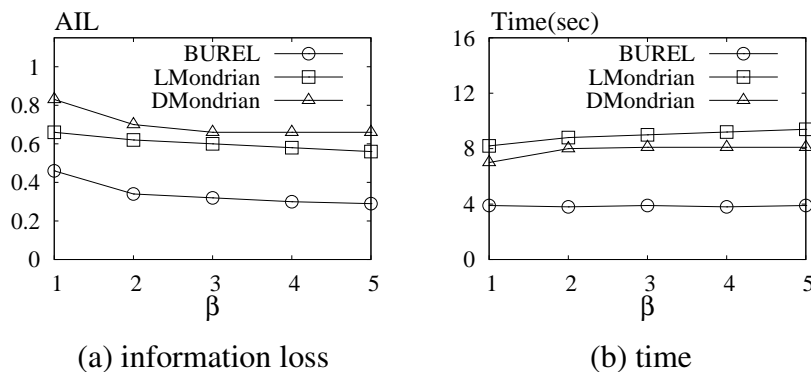 AIL
BUREL
LMondrian
DMondrian
1
0.8
0.6
0.4
0.2
0
1 2 3 4 5
β
(a) information loss
Time(sec)
BUREL
LMondrian
DMondrian
16
12
8
4
0
1 2 3 4 5
β
(b) time